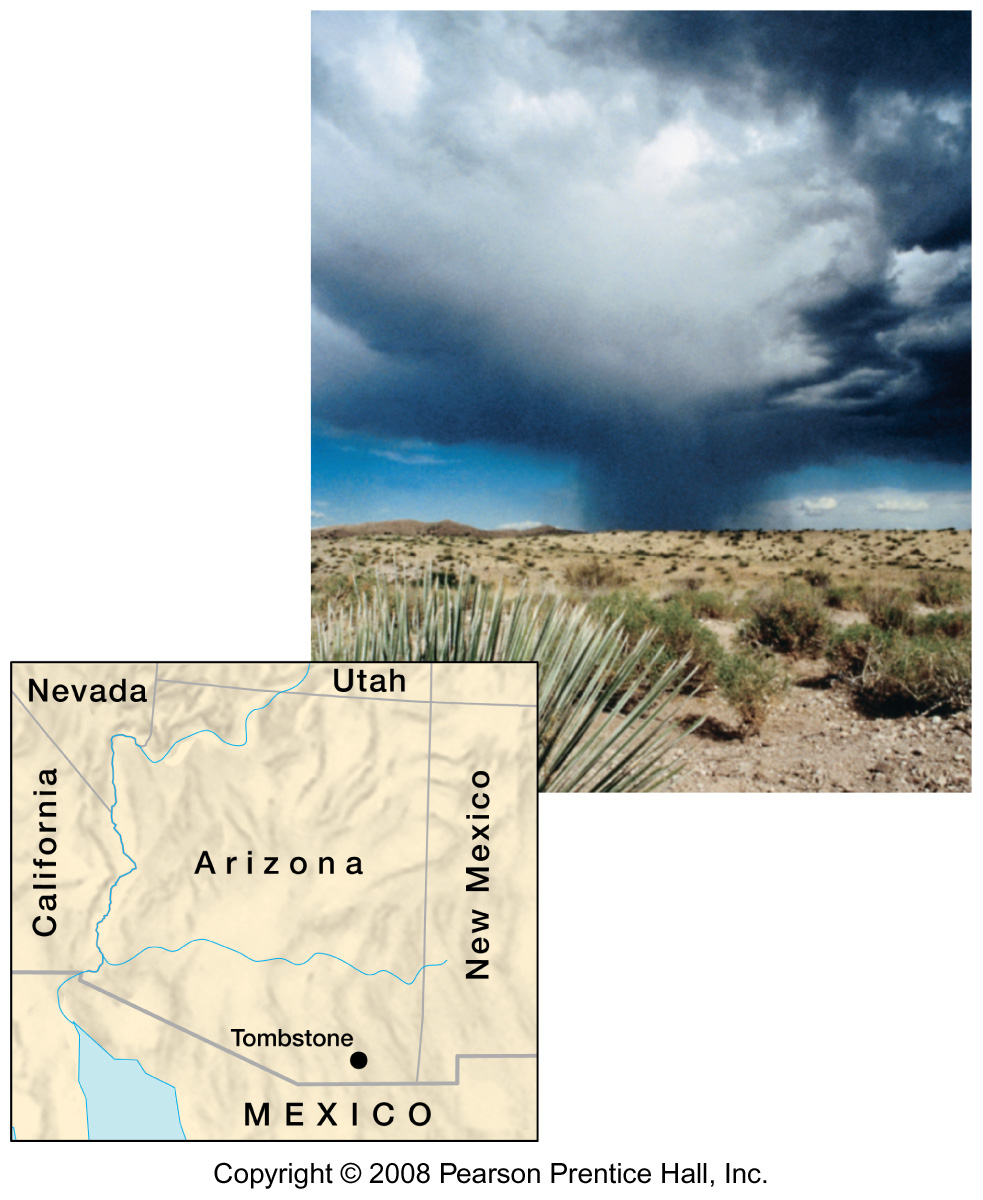 Nevada
Utah
California
Arizona
New Mexico
Tombstone
MEXICO
Copyright © 2008 Pearson Prentice Hall, Inc.